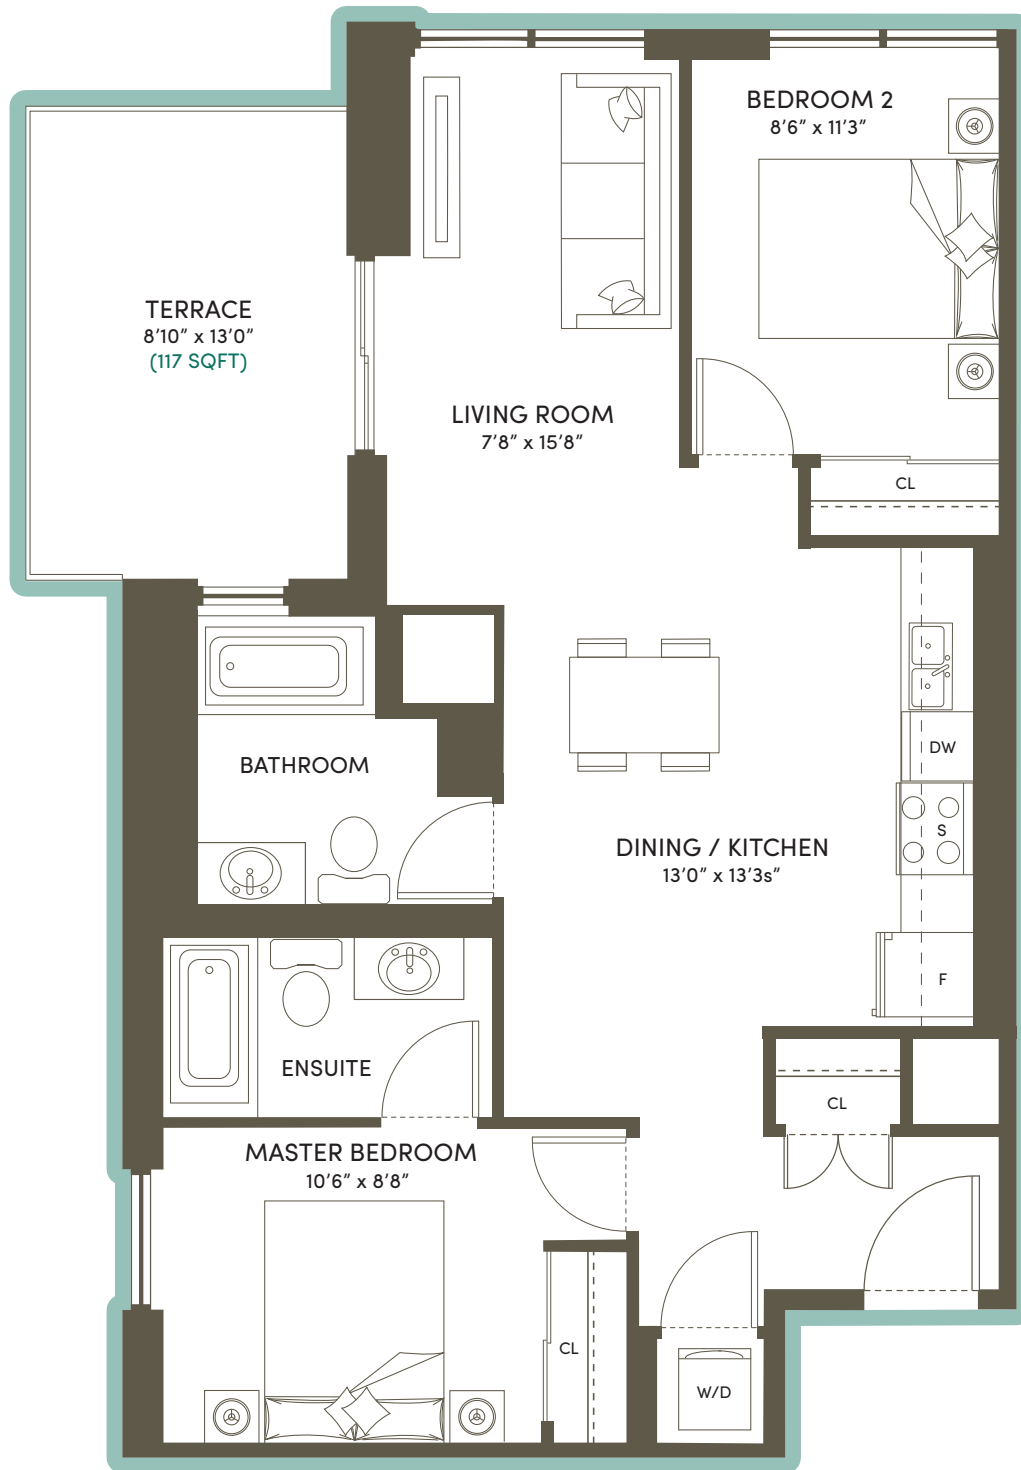 BEDROOM 2
8’6” x 11’3”
TERRACE
8’10” x 13’0”
(117 SQFT)
LIVING ROOM
7’8” x 15’8”
CL
BATHROOM
DW
S
DINING / KITCHEN
13’0” x 13’3s”
F
ENSUITE
CL
MASTER BEDROOM
10’6” x 8’8”
CL
W/D